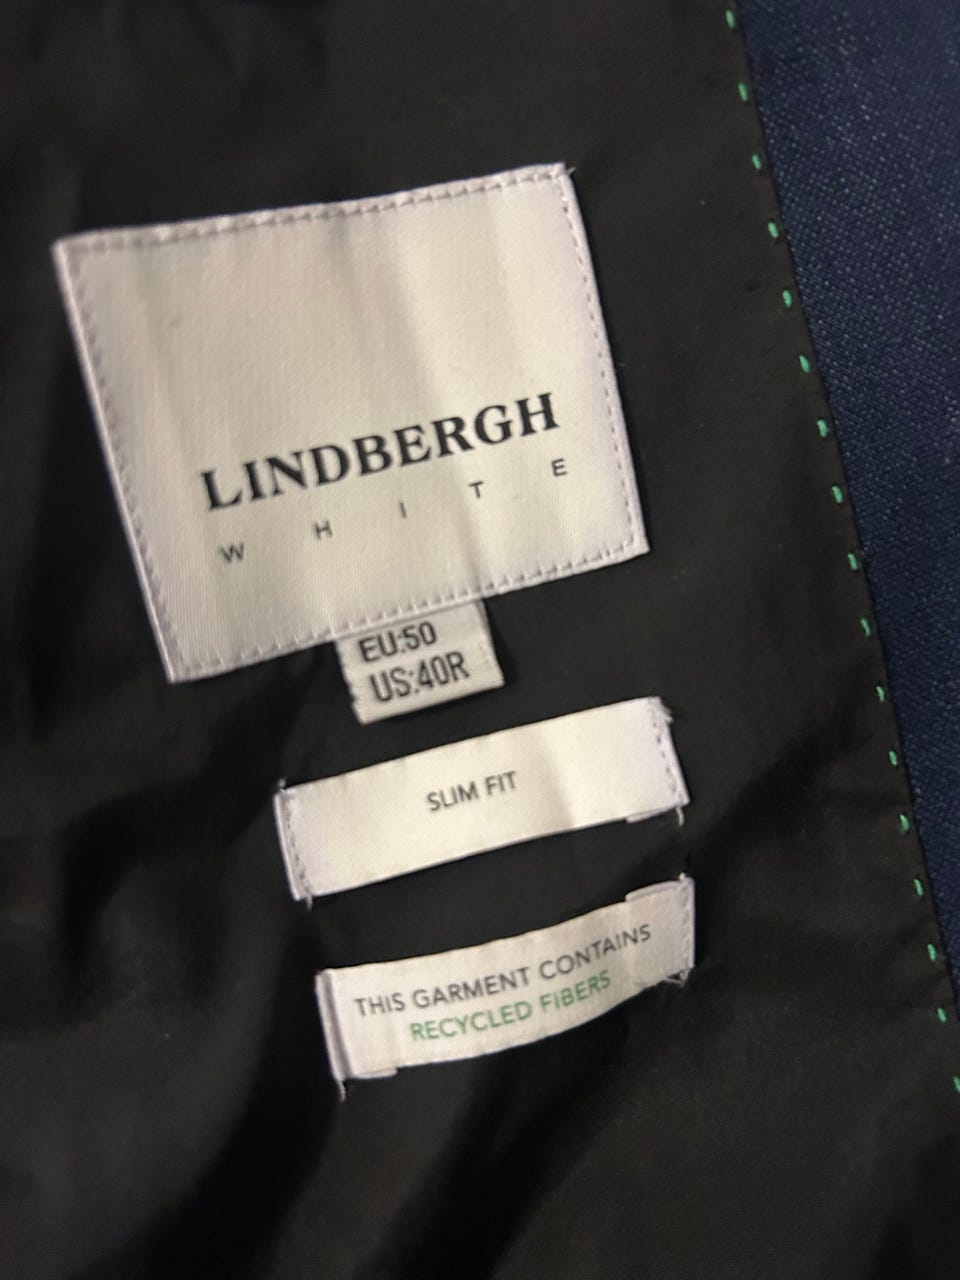 LINDBERGH
WHITE
EU:50
US:40R
SLIM FIT
THIS GARMENT CONTAINS
RECYCLED FIBERS